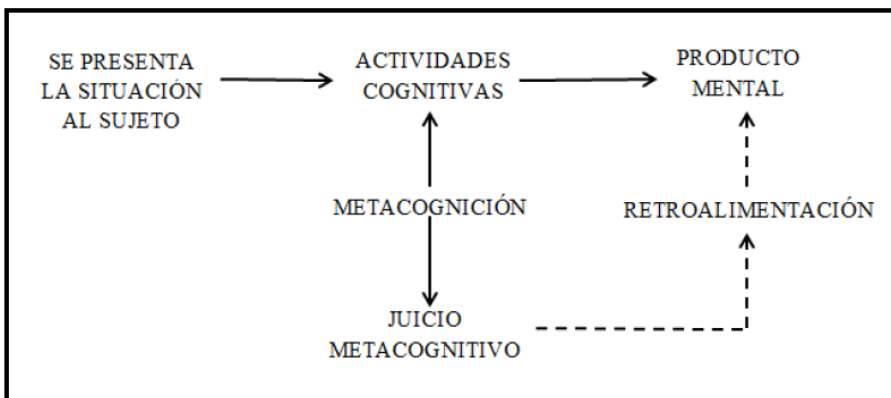 SE PRESENTA
LA SITUACIÓN
AL SUJETO
ACTIVIDADES
COGNITIVAS
PRODUCTO
MENTAL
METACOGNICIÓN
RETROALIMENTACIÓN
JUICIO
METACOGNITIVO